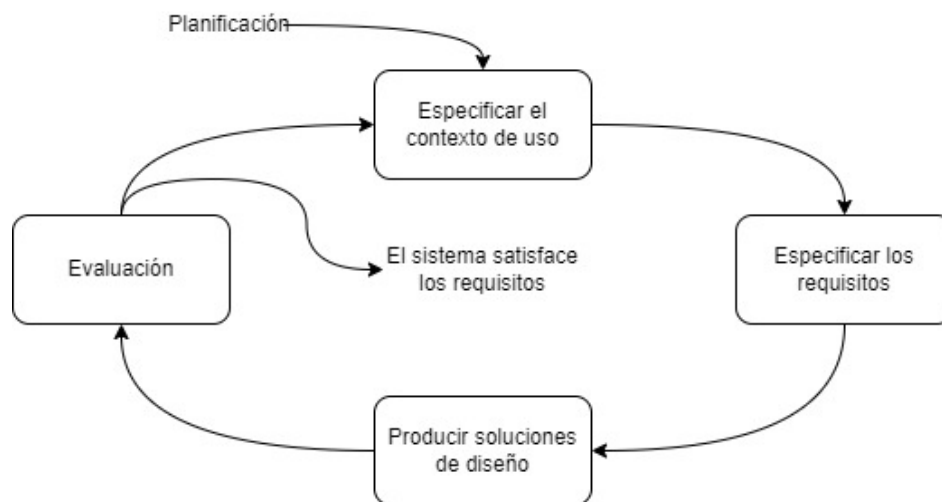 Planificación
Especificar el
contexto de uso
Evaluación
El sistema satisface
los requisitos
Especificar los
requisitos
Producir soluciones
de diseño